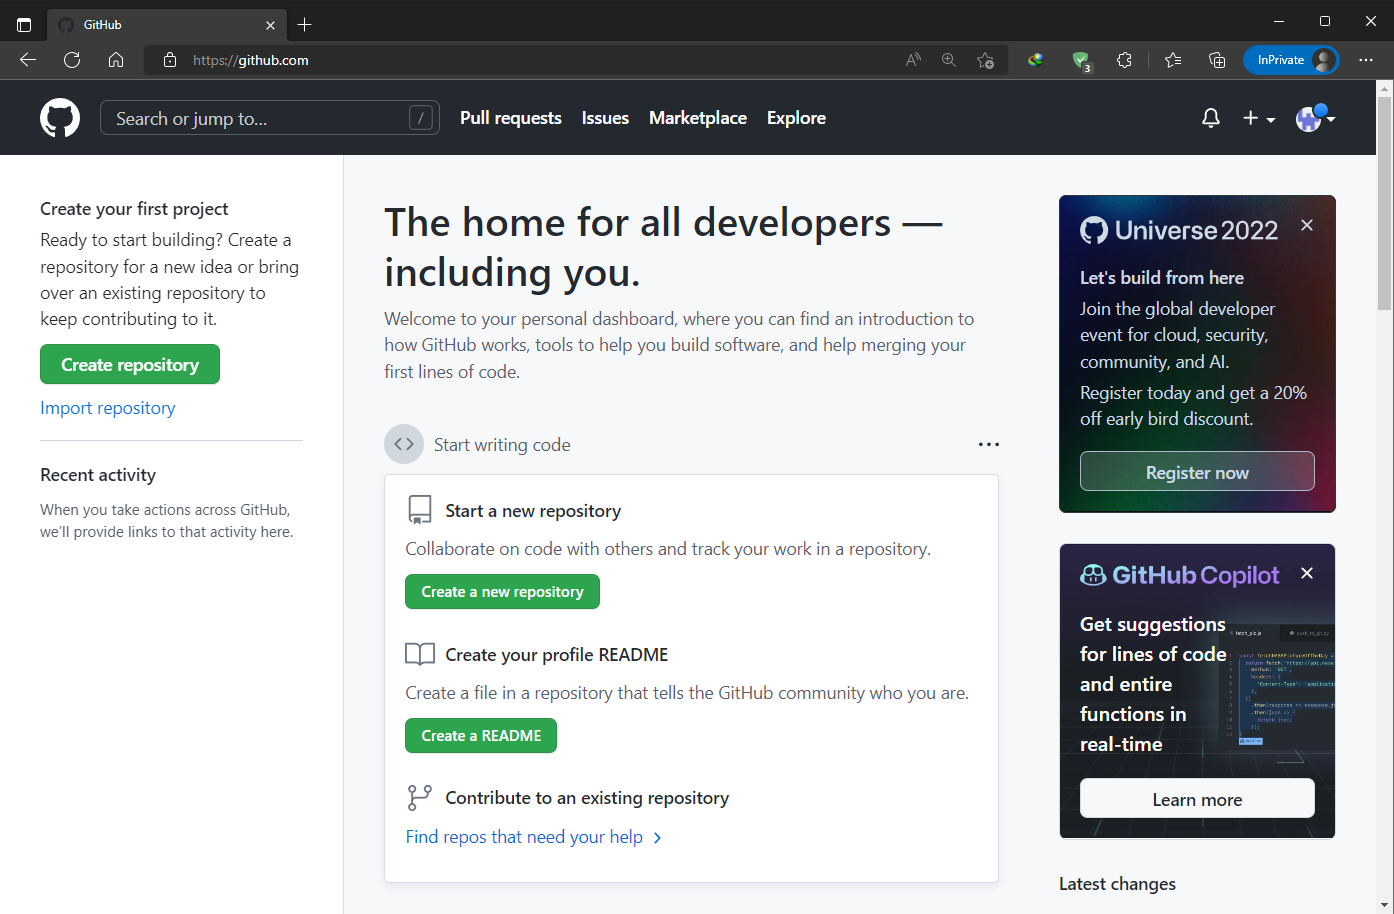 GitHub
https://github.com
3
InPrivate
Search or jump to...
/
Pull requests
Issues
Marketplace
Explore
Create your first project
Ready to start building? Create a
repository for a new idea or bring
over an existing repository to
keep contributing to it.
Create repository
Import repository
Recent activity
When you take actions across GitHub,
we'll provide links to that activity here.
The home for all developers —
including you.
Welcome to your personal dashboard, where you can find an introduction to
how GitHub works, tools to help you build software, and help merging your
first lines of code.
Start writing code
Start a new repository
Collaborate on code with others and track your work in a repository.
Create a new repository
Create your profile README
Create a file in a repository that tells the GitHub community who you are.
Create a README
Contribute to an existing repository
Find repos that need your help
Universe 2022
Let's build from here
Join the global developer
event for cloud, security,
community, and AI.
Register today and get a 20%
off early bird discount.
Register now
GitHub Copilot
Get suggestions
for lines of code
and entire
functions in
real-time
Learn more
Latest changes